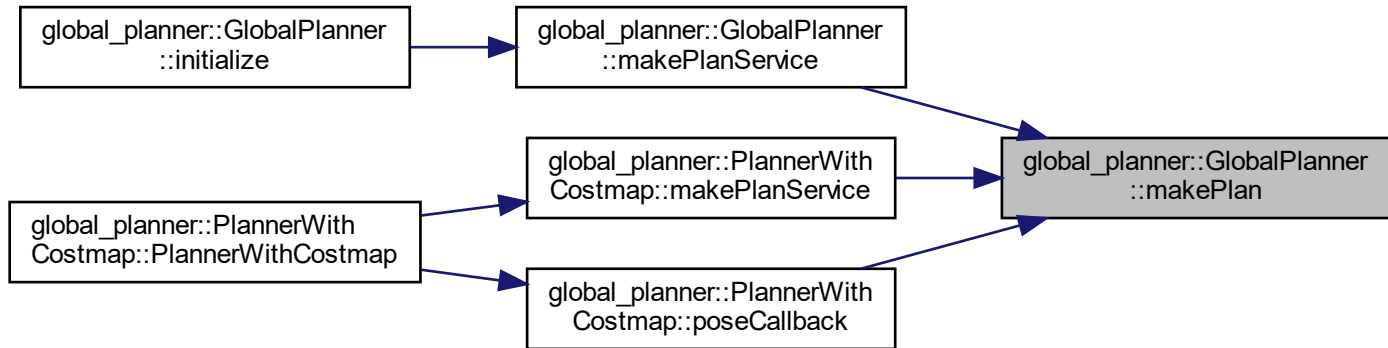 global_planner::GlobalPlanner
::initialize
global_planner::GlobalPlanner
::makePlanService
global_planner::PlannerWith
Costmap::makePlanService
global_planner::GlobalPlanner
::makePlan
global_planner::PlannerWith
Costmap::PlannerWithCostmap
global_planner::PlannerWith
Costmap::poseCallback